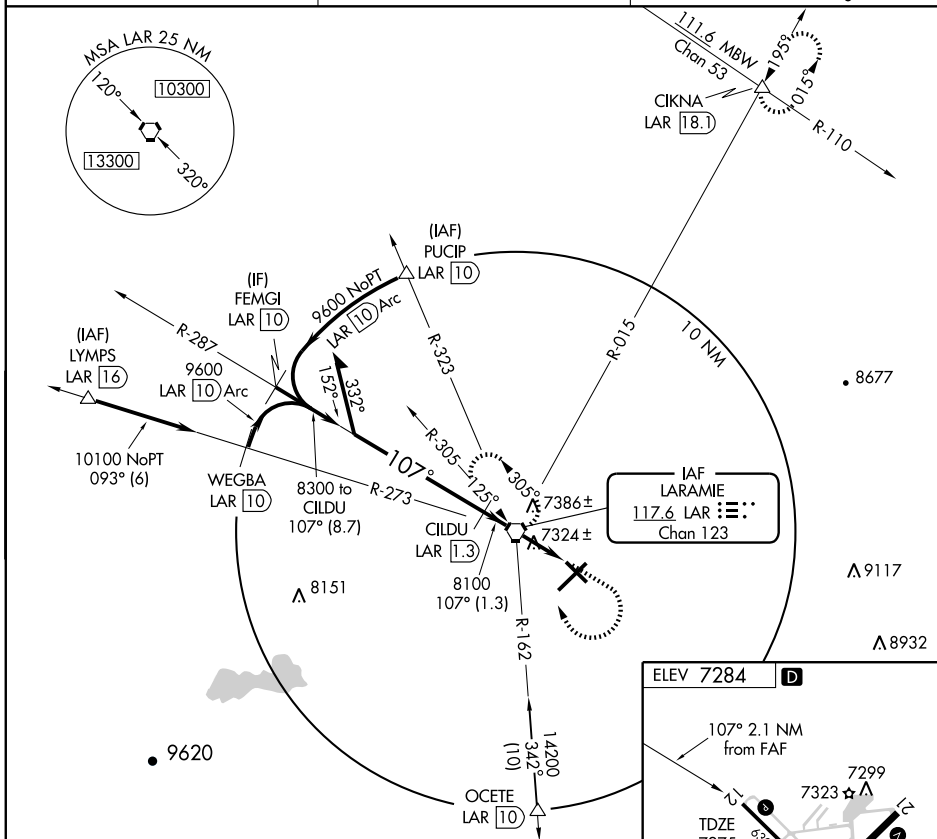 MSA LAR 25 NM
120°
10300
13300
320°
111.6 MBW
Chan 53
195°
015°
CIKNA
LAR 18.1
R-110
(IAF)
PUCIP
LAR 10
(IF)
FEMGI
LAR 10
9600 NoPT
LAR 10 Arc
R-287
R-323
R-015
10 NM
(IAF)
LYMPS
LAR 16
9600
LAR 10 Arc
332°
152°
8677
10100 NoPT
093° (6)
107°
R-305
125°
305°
WEGBA
LAR 10
8300 to
CILDU
107° (8.7)
R-273
7386±
IAF
LARAMIE
117.6 LAR
Chan 123
CILDU
LAR 1.3
7324±
8100
107° (1.3)
8151
9117
R-162
8932
ELEV 7284
D
107° 2.1 NM
from FAF
9620
14200
342°
(10)
7299
7323
12
21
P
TDZE
OCETE
LAR 10